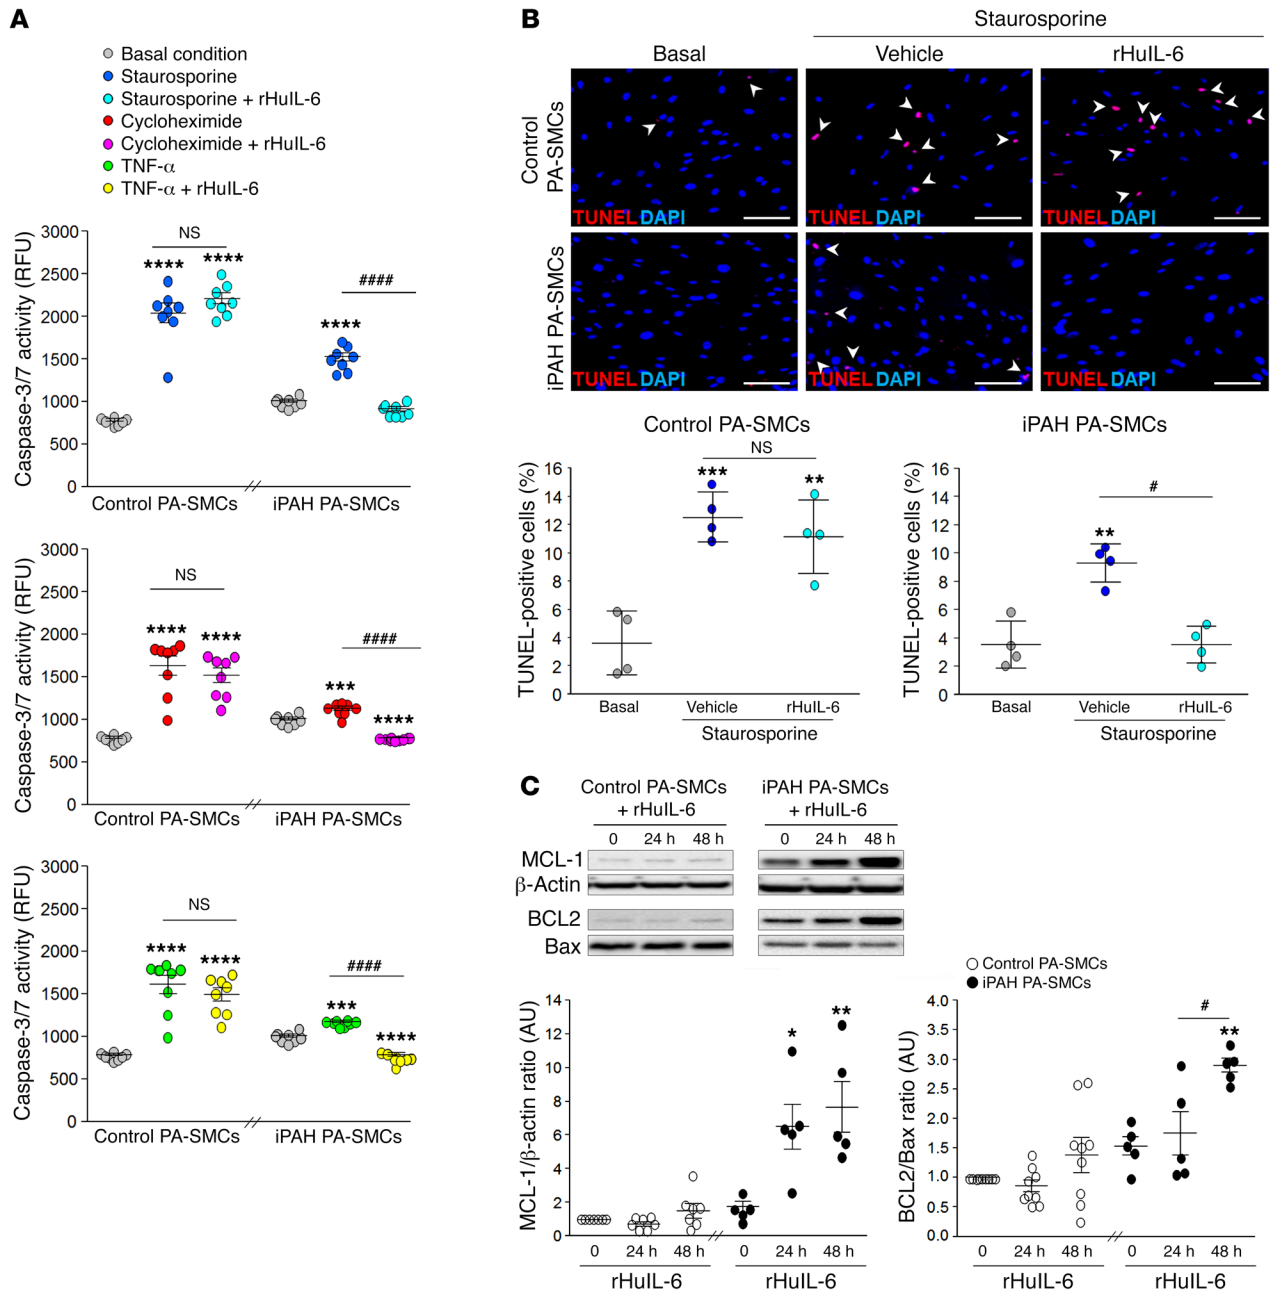 A
Basal condition
Staurosporine
Staurosporine + rHuIL-6
Cycloheximide
Cycloheximide + rHuIL-6
TNF-α
TNF-α + rHuIL-6
Caspase-3/7 activity (RFU)
3000
2500
2000
1500
1000
500
0
NS
****
****
****
####
Control PA-SMCs
iPAH PA-SMCs
Caspase-3/7 activity (RFU)
3000
2500
2000
1500
1000
500
0
NS
****
****
***
####
****
Control PA-SMCs
iPAH PA-SMCs
Caspase-3/7 activity (RFU)
3000
2500
2000
1500
1000
500
0
NS
****
****
***
####
****
Control PA-SMCs
iPAH PA-SMCs
B
Staurosporine
Basal
Vehicle
rHuIL-6
Control
PA-SMCs
TUNEL DAPI
TUNEL DAPI
TUNEL DAPI
iPAH PA-SMCs
TUNEL DAPI
TUNEL DAPI
TUNEL DAPI
Control PA-SMCs
TUNEL-positive cells (%)
16
14
12
10
8
6
4
2
0
NS
***
**
Basal
Vehicle
rHuIL-6
Staurosporine
iPAH PA-SMCs
TUNEL-positive cells (%)
16
14
12
10
8
6
4
2
0
#
**
Basal
Vehicle
rHuIL-6
Staurosporine
C
Control PA-SMCs
+ rHuIL-6
iPAH PA-SMCs
+ rHuIL-6
0 24 h 48 h
0 24 h 48 h
MCL-1
β-Actin
BCL2
Bax
Control PA-SMCs
iPAH PA-SMCs
MCL-1/β-actin ratio (AU)
14
12
10
8
6
4
2
0
*
**
0 24 h 48 h
0 24 h 48 h
rHuIL-6
rHuIL-6
BCL2/Bax ratio (AU)
4.0
3.5
3.0
2.5
2.0
1.5
1.0
0.5
0.0
#
**
0 24 h 48 h
0 24 h 48 h
rHuIL-6
rHuIL-6